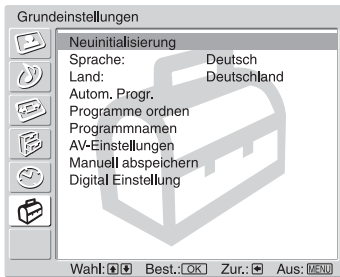 Grundeinstellungen
Neuinitialisierung
Sprache: Deutsch
Land: Deutschland
Autom. Progr.
Programme ordnen
Programmnamen
AV-Einstellungen
Manuell abspeichern
Digital Einstellung
Wahl: Best.: OK Zur.: Aus: MENU